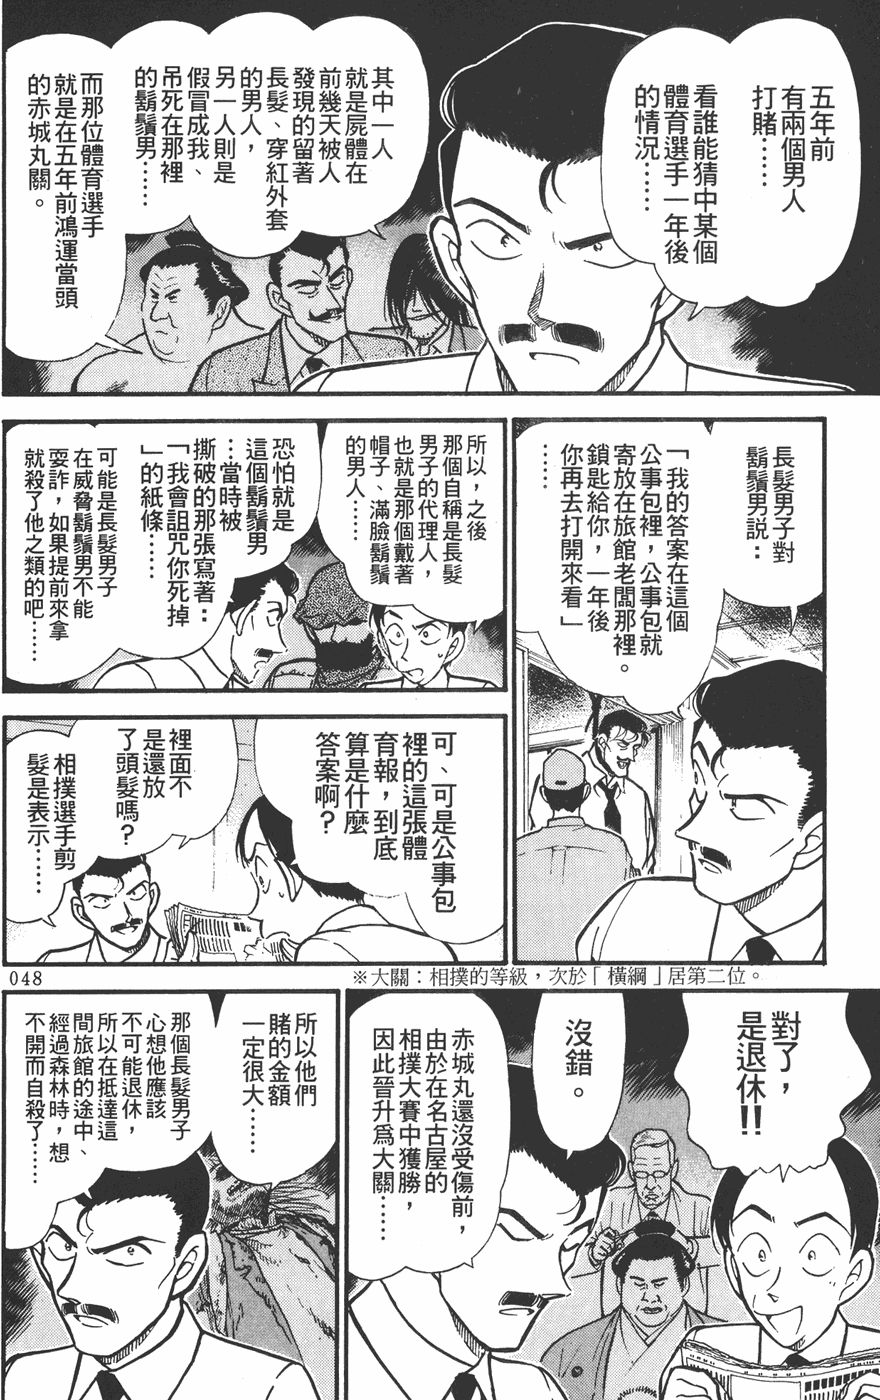 五年前
有兩個男人
打賭……
看誰能猜中某個
體育選手一年後
的情況……
其中一人
就是屍體在
前幾天被人
發現的留著
長髮、穿紅外套
的男人，
另一人則是
假冒成我、
吊死在那裡
的鬍鬚男……
而那位體育選手
就是在五年前鴻運當頭
的赤城丸關。
長髮男子對
鬍鬚男説：
「我的答案在這個
公事包裡，公事包就
寄放在旅館老闆那裡。
鎖匙給你，一年後
你再去打開來看」
……
所以，之後
那個自稱是長髮
男子的代理人，
也就是那個戴著
帽子、滿臉鬍鬚
的男人……
恐怕就是
這個鬍鬚男
…當時被
撕破的那張寫著：
「我會詛咒你死掉
」的紙條……
可能是長髮男子
在威脅鬍鬚男不能
耍詐，如果提前來拿
就殺了他之類的吧……
可、可是公事包
裡的這張體
育報，到底
算是什麼
答案啊？
裡面不
是還放
了頭髮嗎？
相撲選手剪
髮是表示……
048
※大關：相撲的等級，次於「橫綱」居第二位。
對了，
是退休!!
沒錯。
赤城丸還沒受傷前，
由於在名古屋的
相撲大賽中獲勝，
因此晉升爲大關……
所以他們
賭的金額
一定很大……
那個長髮男子
心想他應該
不可能退休，
所以在抵達這
間旅館的途中、
經過森林時，想
不開而自殺了……